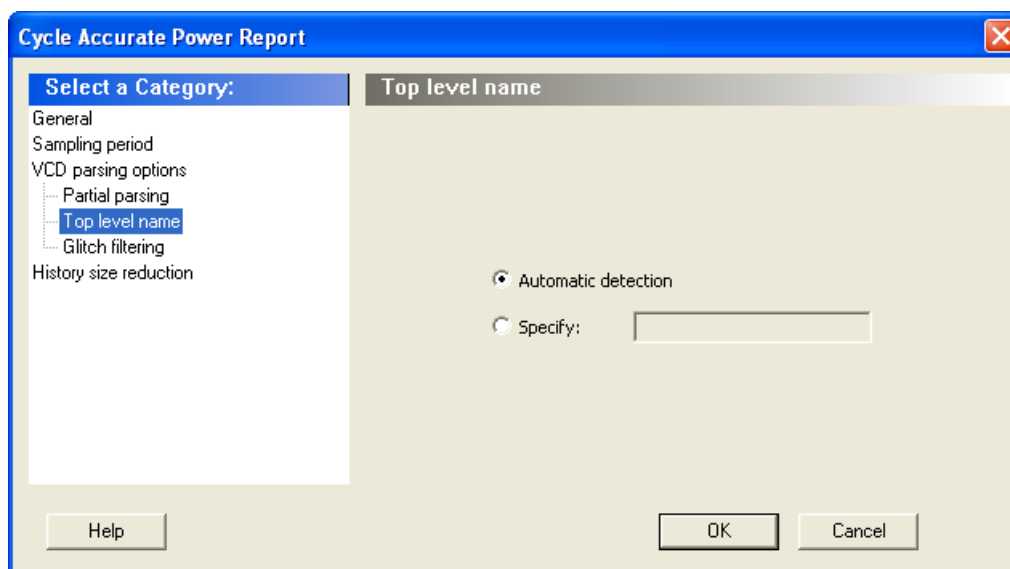 Cycle Accurate Power Report
Select a Category:
General
Sampling period
VCD parsing options
Partial parsing
Top level name
Glitch filtering
History size reduction
Top level name
Automatic detection
Specify:
Help
OK
Cancel